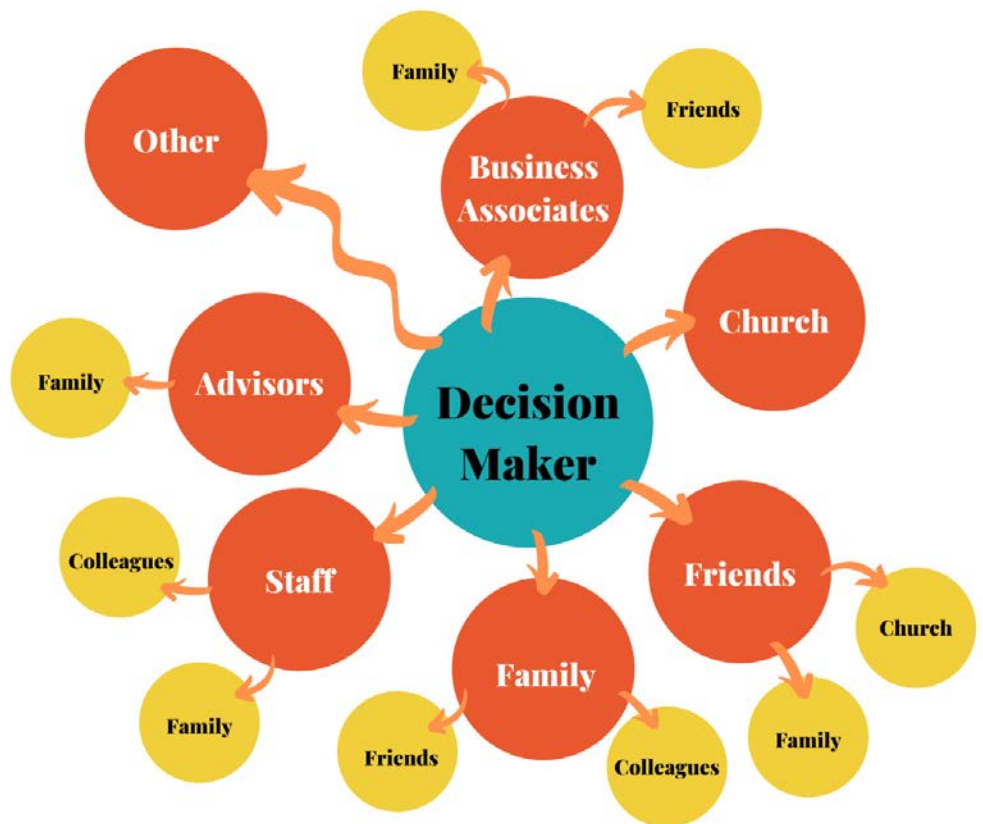 Family
Friends
Other
Business
Associates
Church
Family
Advisors
Decision
Maker
Colleagues
Staff
Friends
Church
Family
Family
Friends
Colleagues
Family